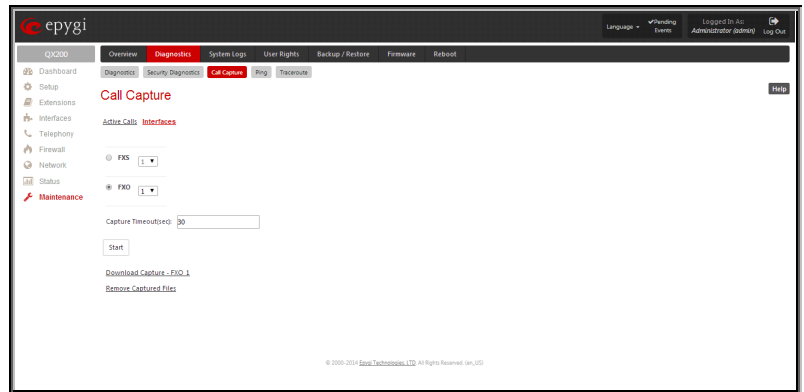 epygi
Language
Pending Events
Logged In As:
Administrator (admin)
Log Out
QX200
Overview Diagnostics System Logs User Rights Backup / Restore Firmware Reboot
Dashboard
Setup
Extensions
Interfaces
Telephony
Firewall
Network
Status
Maintenance
Diagnostics Security Diagnostics Call Capture Ping Traceroute
Help
Call Capture
Active Calls Interfaces
FXS 1
FXO 1
Capture Timeout(sec): 30
Start
Download Capture - FXO_1
Remove Captured Files
© 2000-2014 Epygi Technologies, LTD. All Rights Reserved. (en_US)